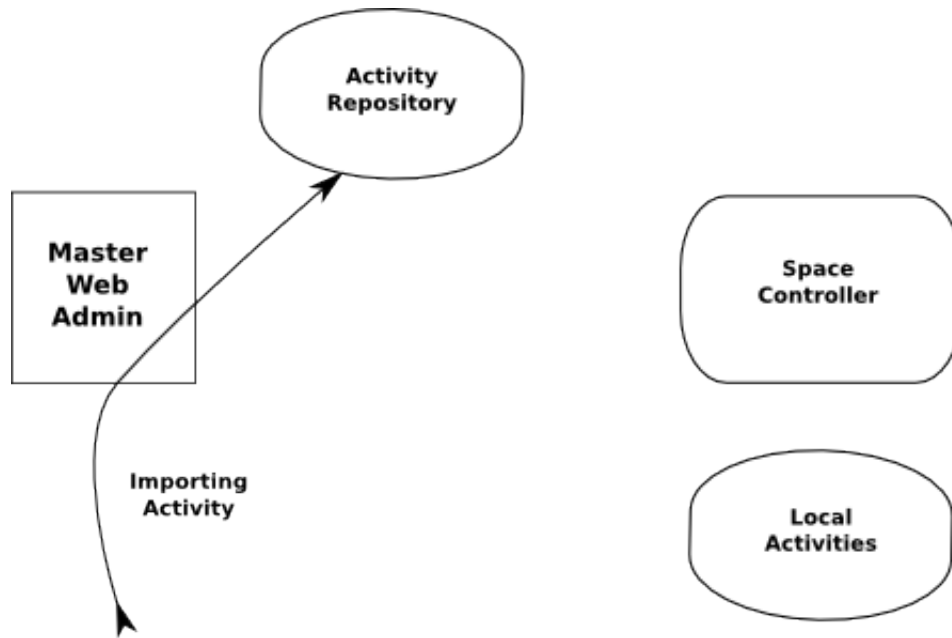 Activity
Repository
Master
Web
Admin
Space
Controller
Importing
Activity
Local
Activities